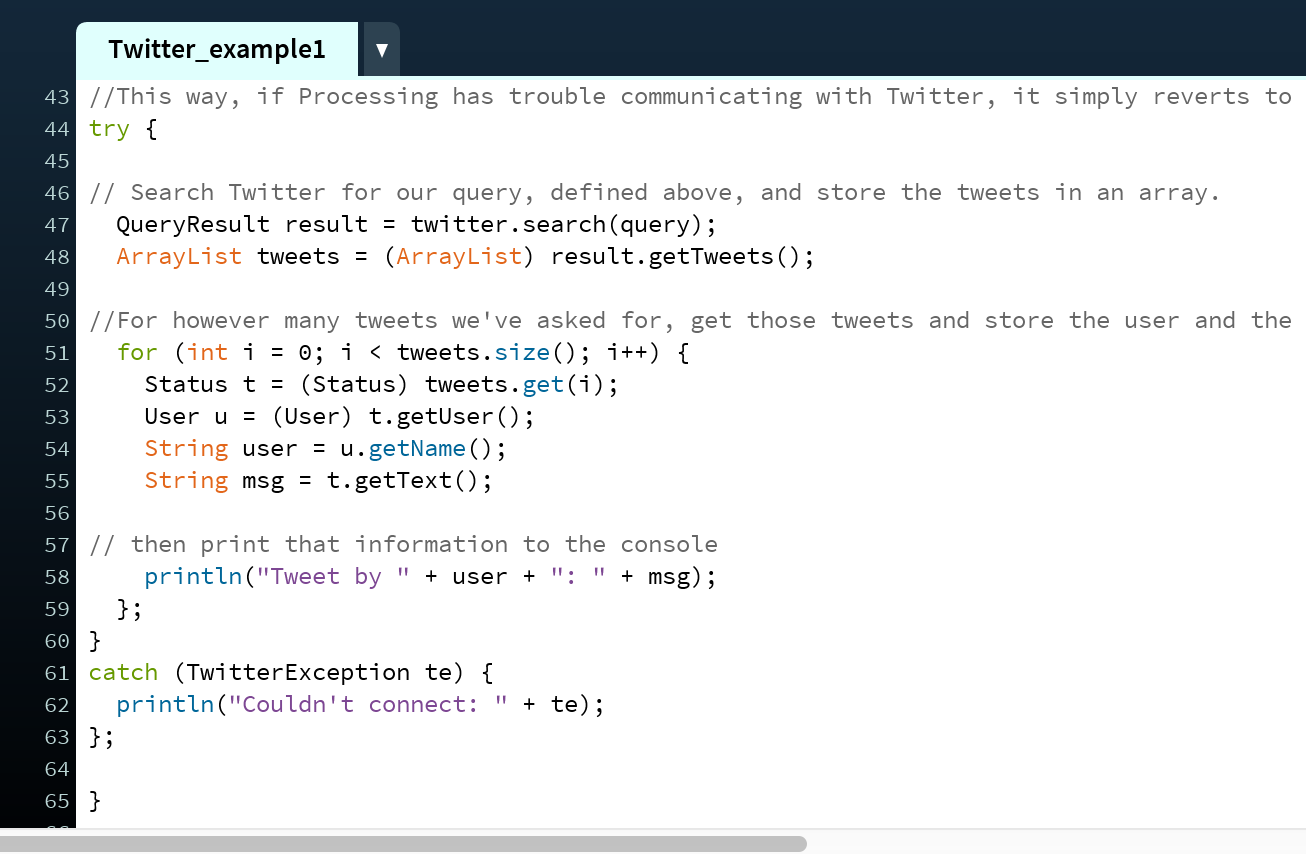 Twitter_example1 ▼
43 //This way, if Processing has trouble communicating with Twitter, it simply reverts to
44 try {
45
46 // Search Twitter for our query, defined above, and store the tweets in an array.
47   QueryResult result = twitter.search(query);
48   ArrayList tweets = (ArrayList) result.getTweets();
49
50 //For however many tweets we've asked for, get those tweets and store the user and the
51   for (int i = 0; i < tweets.size(); i++) {
52     Status t = (Status) tweets.get(i);
53     User u = (User) t.getUser();
54     String user = u.getName();
55     String msg = t.getText();
56
57 // then print that information to the console
58     println("Tweet by " + user + ": " + msg);
59   };
60 }
61 catch (TwitterException te) {
62   println("Couldn't connect: " + te);
63 };
64
65 }